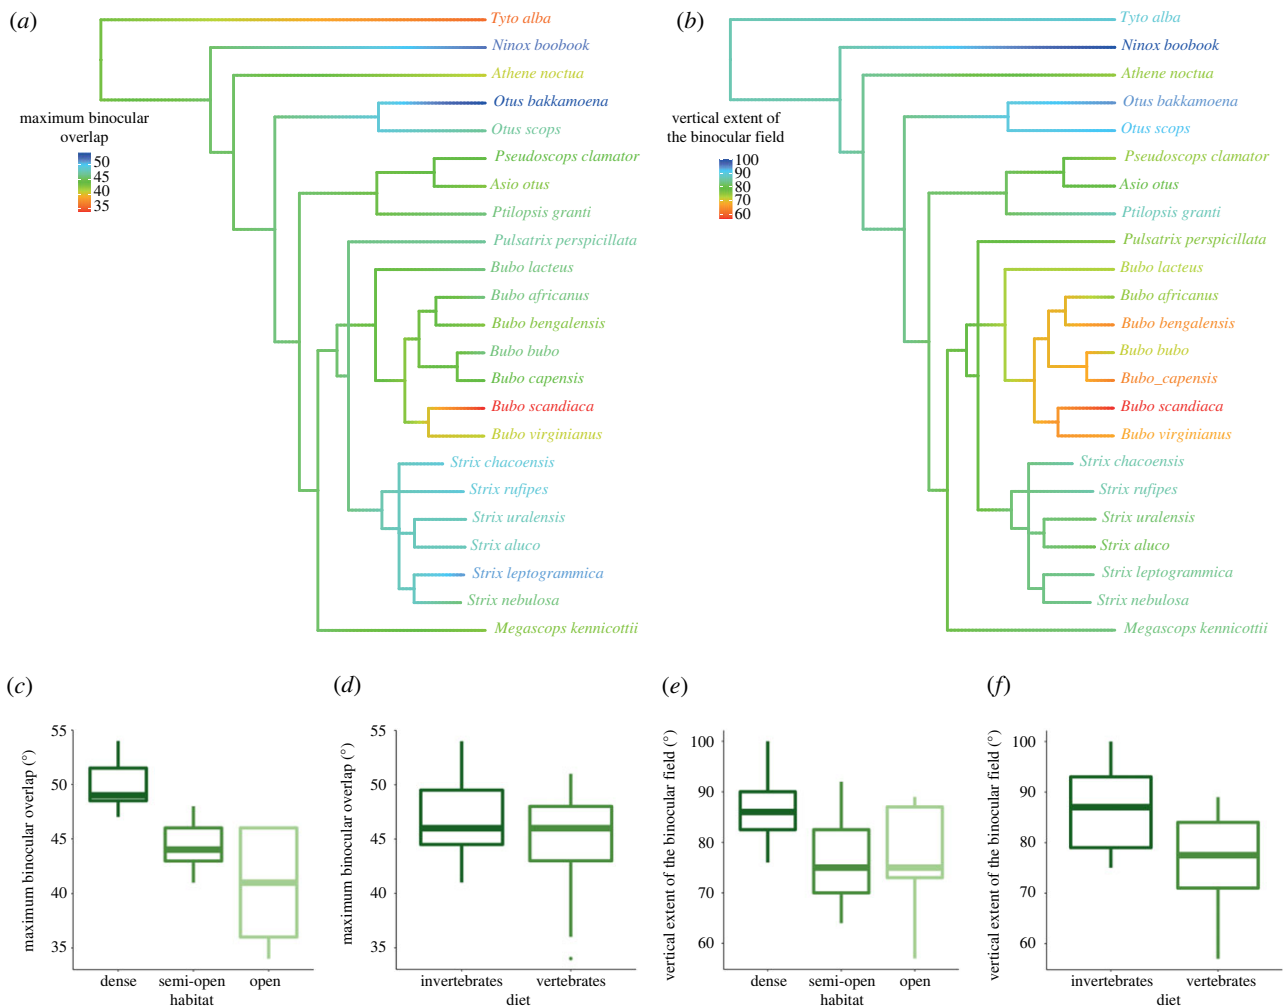 (a)
Tyto alba
Ninox boobook
Athene noctua
Otus bakkamoena
Otus scops
Pseudoscops clamator
Asio otus
Ptilopsis granti
Pulsatrix perspicillata
Bubo lacteus
Bubo africanus
Bubo bengalensis
Bubo bubo
Bubo capensis
Bubo scandiaca
Bubo virginianus
Strix chacoensis
Strix rufipes
Strix uralensis
Strix aluco
Strix leptogrammica
Strix nebulosa
Megascops kennicottii
maximum binocular
overlap
50
45
40
35
(b)
Tyto alba
Ninox boobook
Athene noctua
Otus bakkamoena
Otus scops
Pseudoscops clamator
Asio otus
Ptilopsis granti
Pulsatrix perspicillata
Bubo lacteus
Bubo africanus
Bubo bengalensis
Bubo bubo
Bubo_capensis
Bubo scandiaca
Bubo virginianus
Strix chacoensis
Strix rufipes
Strix uralensis
Strix aluco
Strix leptogrammica
Strix nebulosa
Megascops kennicottii
vertical extent of
the binocular field
100
90
80
70
60
(c)
maximum binocular overlap (°)
55
50
45
40
35
dense semi-open open
habitat
(d)
maximum binocular overlap (°)
55
50
45
40
35
invertebrates vertebrates
diet
(e)
vertical extent of the binocular field (°)
100
90
80
70
60
dense semi-open open
habitat
(f)
vertical extent of the binocular field (°)
100
90
80
70
60
invertebrates vertebrates
diet